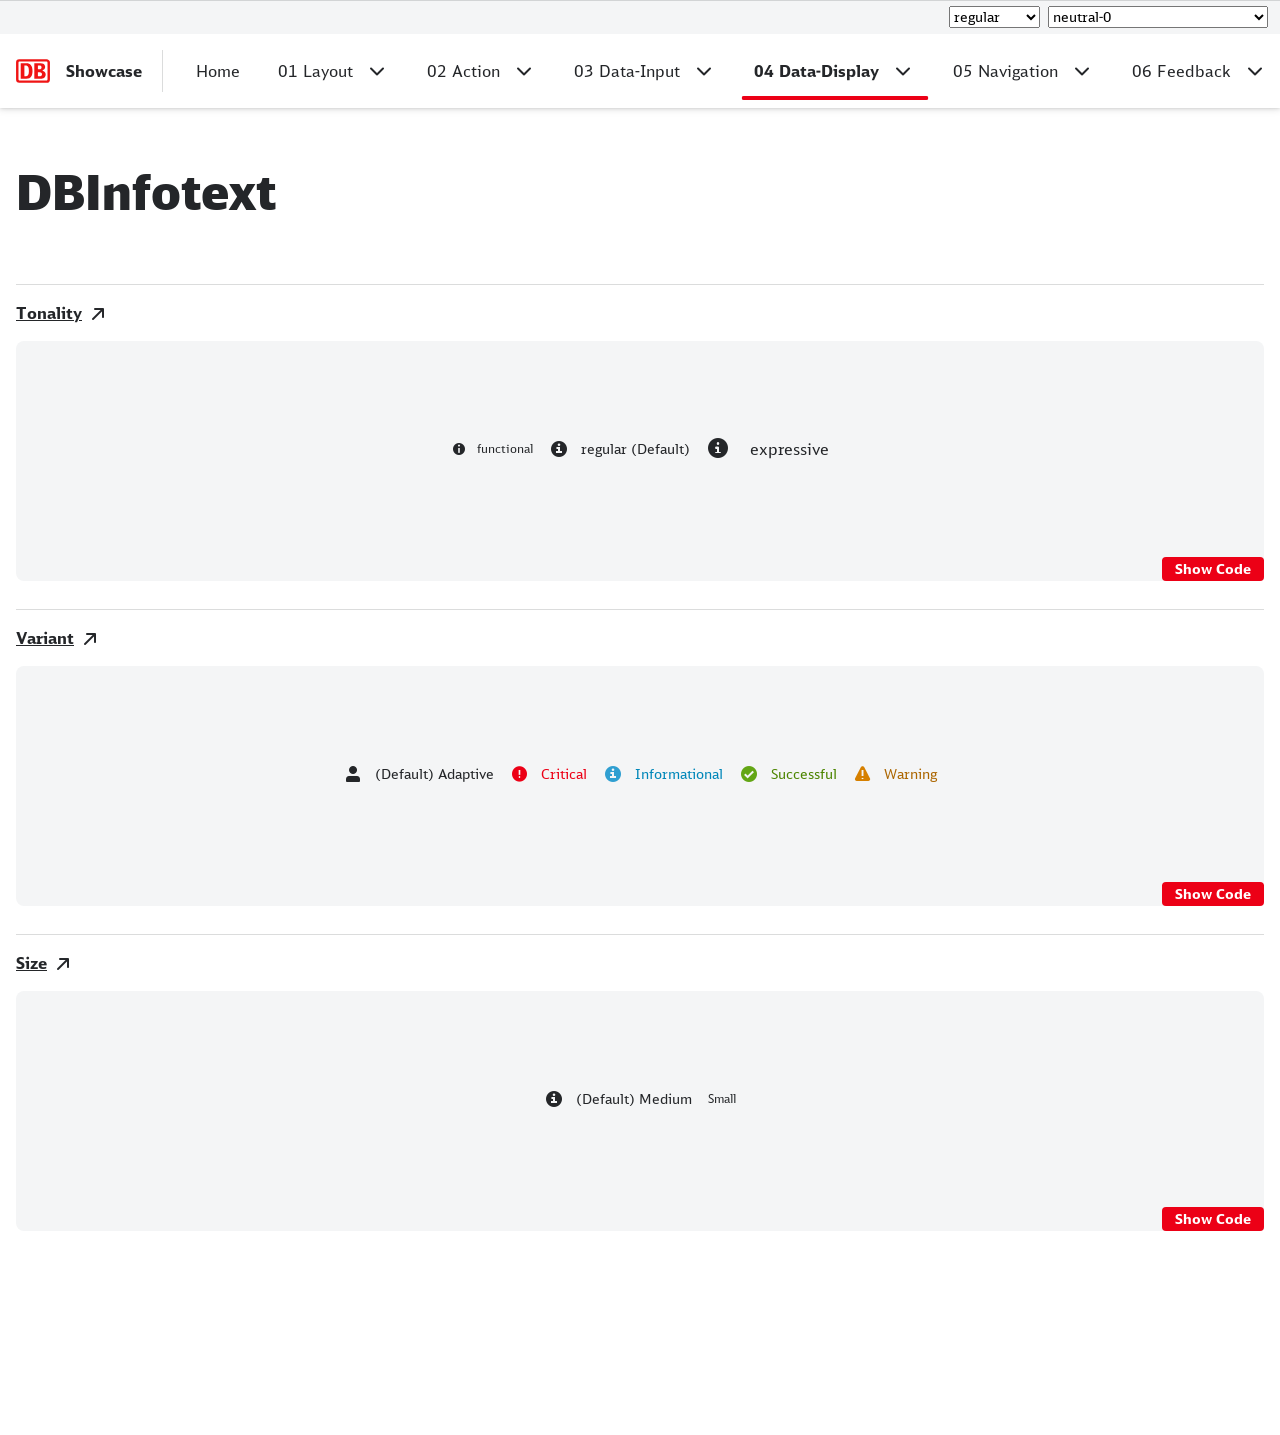 regular neutral-0
DB Showcase Home 01 Layout 02 Action 03 Data-Input 04 Data-Display 05 Navigation 06 Feedback
DBInfotext
Tonality
functional regular (Default) expressive
Show Code
Variant
(Default) Adaptive Critical Informational Successful Warning
Show Code
Size
(Default) Medium Small
Show Code